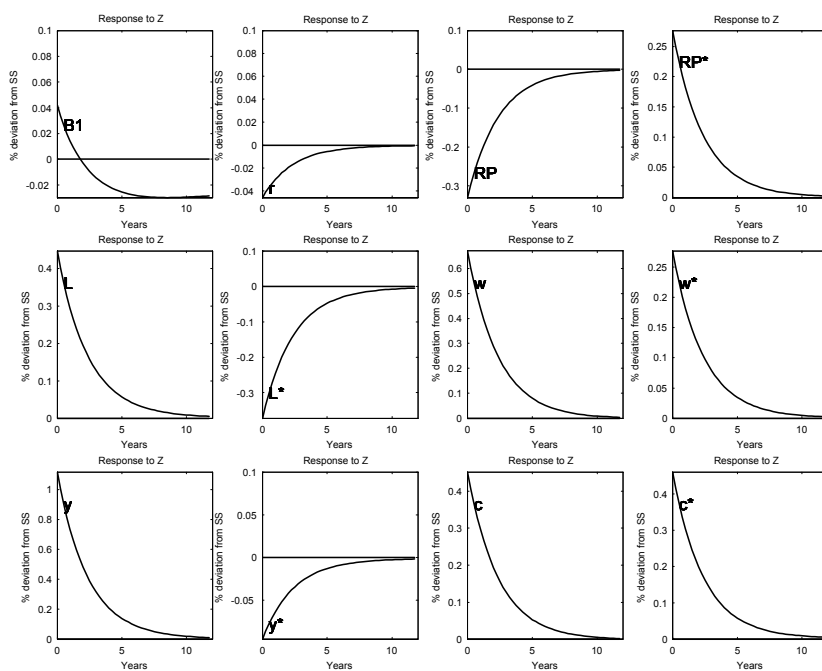 Response to Z
% deviation from SS
0.1
0.08
0.06
0.04
0.02
0
-0.02
B1
0
5
10
Years
Response to Z
% deviation from SS
0.1
0.08
0.06
0.04
0.02
0
-0.02
-0.04
r
0
5
10
Years
Response to Z
% deviation from SS
0.1
0
-0.1
-0.2
-0.3
RP
0
5
10
Years
Response to Z
% deviation from SS
0.25
0.2
0.15
0.1
0.05
0
RP*
0
5
10
Years
Response to Z
% deviation from SS
0.4
0.3
0.2
0.1
0
L
0
5
10
Years
Response to Z
% deviation from SS
0.1
0
-0.1
-0.2
-0.3
L*
0
5
10
Years
Response to Z
% deviation from SS
0.6
0.5
0.4
0.3
0.2
0.1
0
w
0
5
10
Years
Response to Z
% deviation from SS
0.25
0.2
0.15
0.1
0.05
0
w*
0
5
10
Years
Response to Z
% deviation from SS
1
0.8
0.6
0.4
0.2
0
y
0
5
10
Years
Response to Z
% deviation from SS
0.1
0.05
0
-0.05
y*
0
5
10
Years
Response to Z
% deviation from SS
0.4
0.3
0.2
0.1
0
c
0
5
10
Years
Response to Z
% deviation from SS
0.4
0.3
0.2
0.1
0
c*
0
5
10
Years